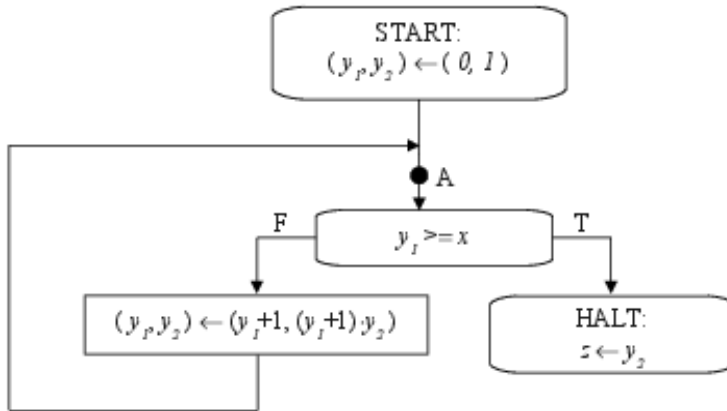 START:
(y₁, y₂) ← (0, 1)
A
F
y₁ >= x
T
(y₁, y₂) ← (y₁+1, (y₁+1).y₂)
HALT:
z ← y₂